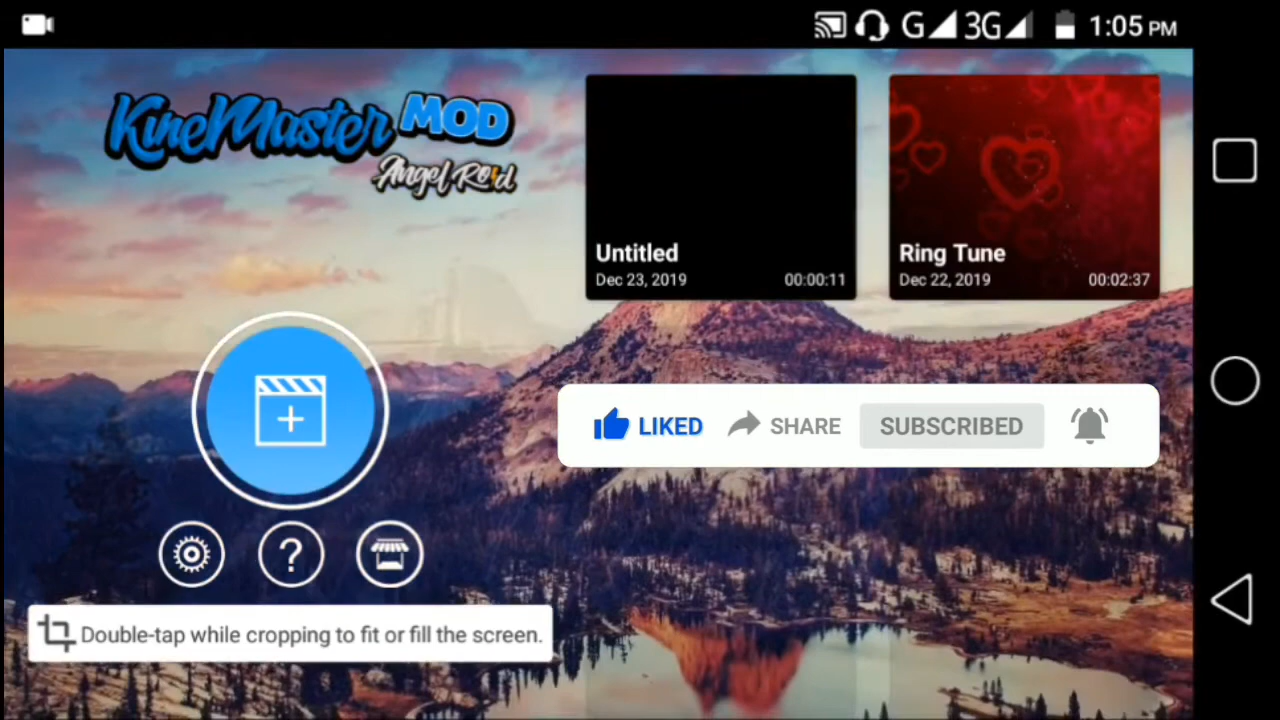 G 3G 1:05 PM
KineMaster MOD
Angel Roid
Untitled
Dec 23, 2019 00:00:11
Ring Tune
Dec 22, 2019 00:02:37
LIKED SHARE SUBSCRIBED
?
Double-tap while cropping to fit or fill the screen.